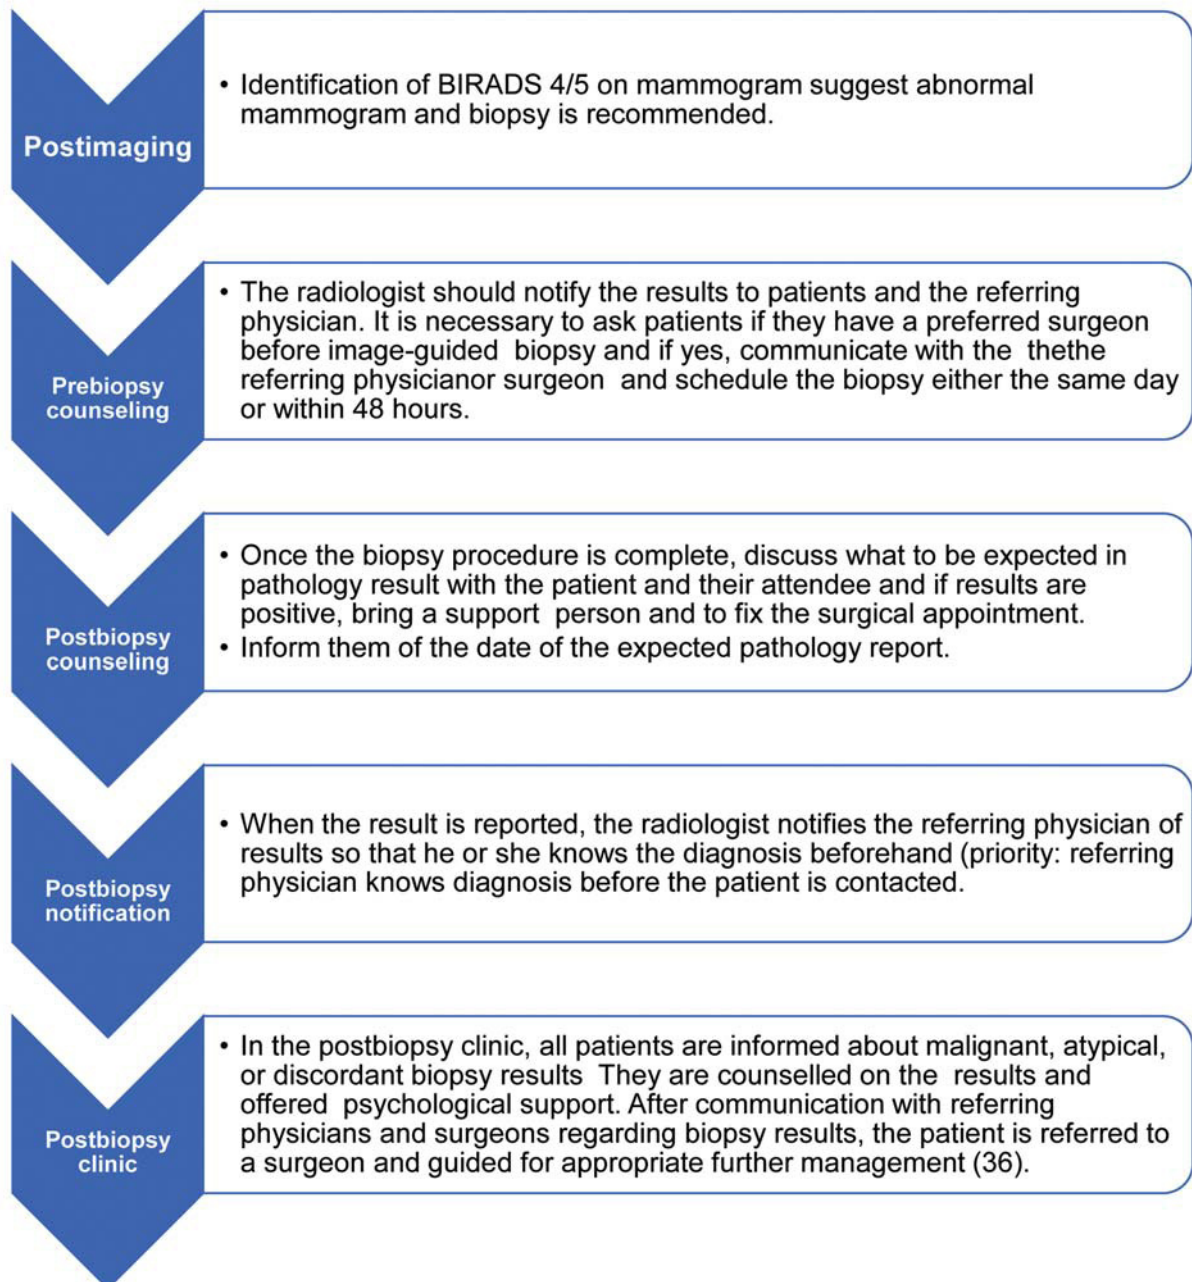 Postimaging
• Identification of BIRADS 4/5 on mammogram suggest abnormal
mammogram and biopsy is recommended.
Prebiopsy
counseling
• The radiologist should notify the results to patients and the referring
physician. It is necessary to ask patients if they have a preferred surgeon
before image-guided biopsy and if yes, communicate with the thethe
referring physicianor surgeon and schedule the biopsy either the same day
or within 48 hours.
Postbiopsy
counseling
• Once the biopsy procedure is complete, discuss what to be expected in
pathology result with the patient and their attendee and if results are
positive, bring a support person and to fix the surgical appointment.
• Inform them of the date of the expected pathology report.
Postbiopsy
notification
• When the result is reported, the radiologist notifies the referring physician of
results so that he or she knows the diagnosis beforehand (priority: referring
physician knows diagnosis before the patient is contacted.
Postbiopsy
clinic
• In the postbiopsy clinic, all patients are informed about malignant, atypical,
or discordant biopsy results They are counselled on the results and
offered psychological support. After communication with referring
physicians and surgeons regarding biopsy results, the patient is referred to
a surgeon and guided for appropriate further management (36).